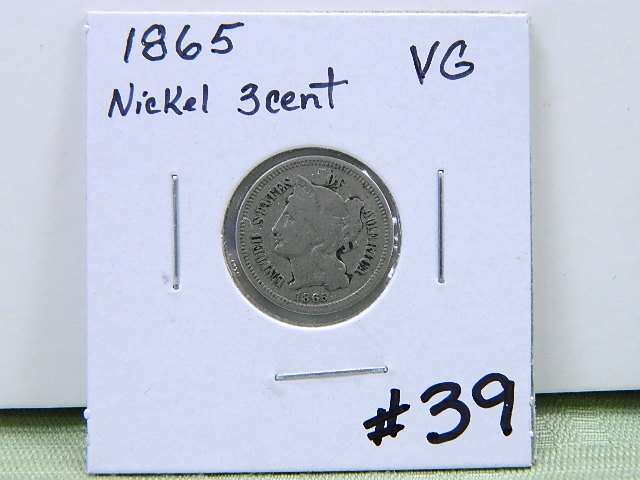 1865
VG
Nickel 3cent
UNITED STATES OF AMERICA
1865
#39